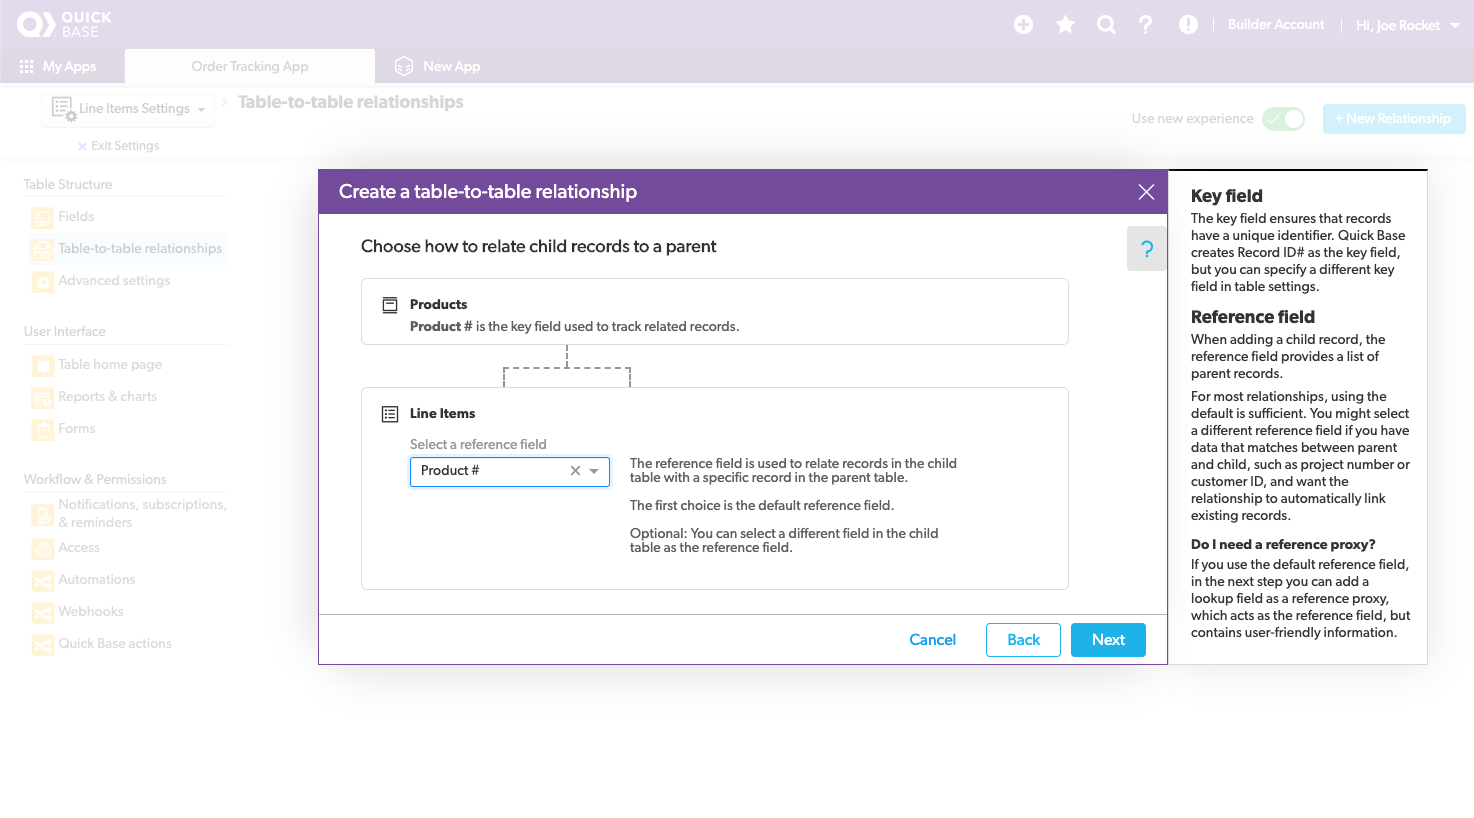 QUICK
BASE
Builder Account
Hi, Joe Rocket
My Apps
Order Tracking App
New App
Line Items Settings
Table-to-table relationships
Use new experience
+ New Relationship
Exit Settings
Table Structure
Fields
Table-to-table relationships
Advanced settings
User Interface
Table home page
Reports & charts
Forms
Workflow & Permissions
Notifications, subscriptions,
& reminders
Access
Automations
Webhooks
Quick Base actions
Create a table-to-table relationship
Choose how to relate child records to a parent
?
Products
Product # is the key field used to track related records.
Line Items
Select a reference field
Product #
The reference field is used to relate records in the child
table with a specific record in the parent table.
The first choice is the default reference field.
Optional: You can select a different field in the child
table as the reference field.
Cancel
Back
Next
Key field
The key field ensures that records
have a unique identifier. Quick Base
creates Record ID# as the key field,
but you can specify a different key
field in table settings.
Reference field
When adding a child record, the
reference field provides a list of
parent records.
For most relationships, using the
default is sufficient. You might select
a different reference field if you have
data that matches between parent
and child, such as project number or
customer ID, and want the
relationship to automatically link
existing records.
Do I need a reference proxy?
If you use the default reference field,
in the next step you can add a
lookup field as a reference proxy,
which acts as the reference field, but
contains user-friendly information.